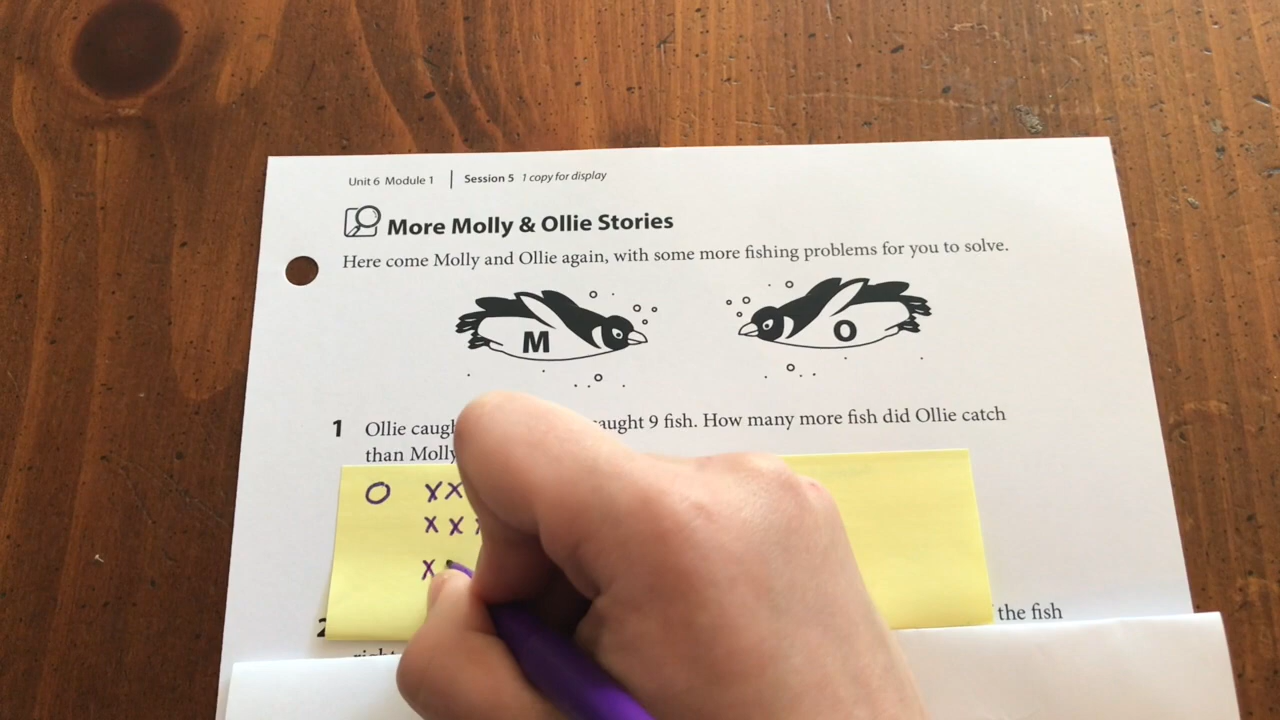 Unit 6 Module 1 | Session 5 1 copy for display
More Molly & Ollie Stories
Here come Molly and Ollie again, with some more fishing problems for you to solve.
M O
1 Ollie caugh aught 9 fish. How many more fish did Ollie catch
than Molly
O X X
X X
X
2 the fish